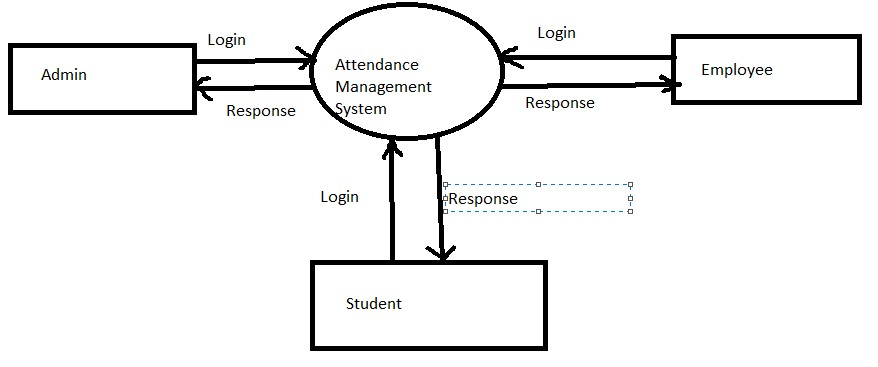 Login
Login
Admin
Attendance
Management
System
Employee
Response
Response
Login
Response
Student